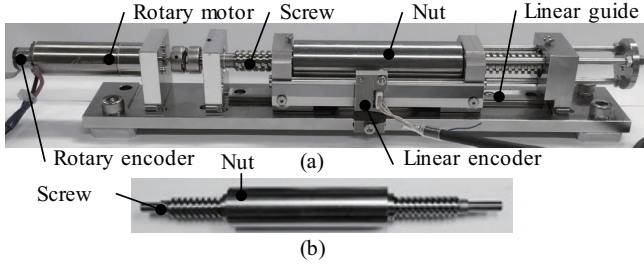 Rotary motor Screw Nut Linear guide
Rotary encoder Nut (a) Linear encoder
Screw
(b)